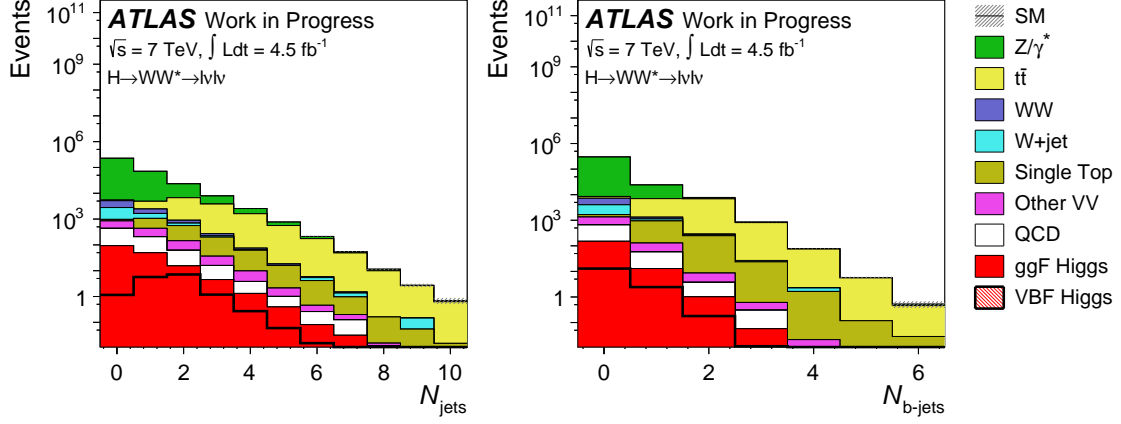 Events
10¹¹
10⁹
10⁶
10³
1
ATLAS Work in Progress
√s = 7 TeV, ∫ Ldt = 4.5 fb⁻¹
H→WW*→lνlν
0 2 4 6 8 10
N_jets
Events
10¹¹
10⁹
10⁶
10³
1
ATLAS Work in Progress
√s = 7 TeV, ∫ Ldt = 4.5 fb⁻¹
H→WW*→lνlν
0 2 4 6
N_b-jets
SM
Z/γ*
tt̄
WW
W+jet
Single Top
Other VV
QCD
ggF Higgs
VBF Higgs